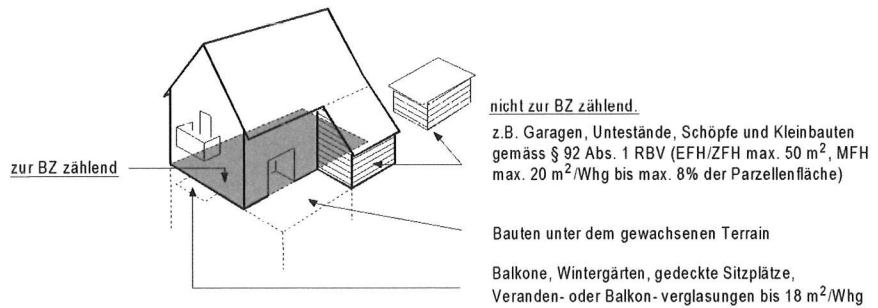 nicht zur BZ zählend.
z.B. Garagen, Unterstände, Schöpfe und Kleinbauten
gemäss § 92 Abs. 1 RBV (EFH/ZFH max. 50 m², MFH
max. 20 m²/Whg bis max. 8% der Parzellenfläche)
zur BZ zählend
Bauten unter dem gewachsenen Terrain
Balkone, Wintergärten, gedeckte Sitzplätze,
Veranden- oder Balkon- verglasungen bis 18 m²/Whg